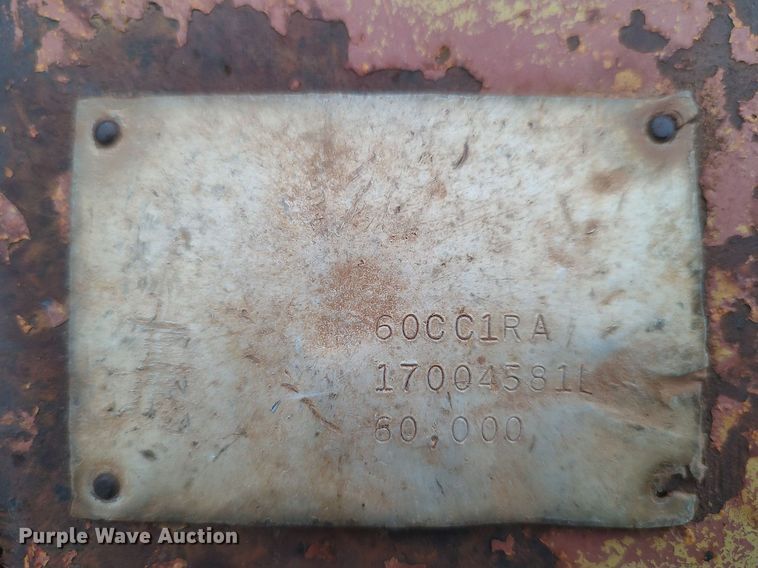 60CC1RA
17004581L
60,000
Purple Wave Auction